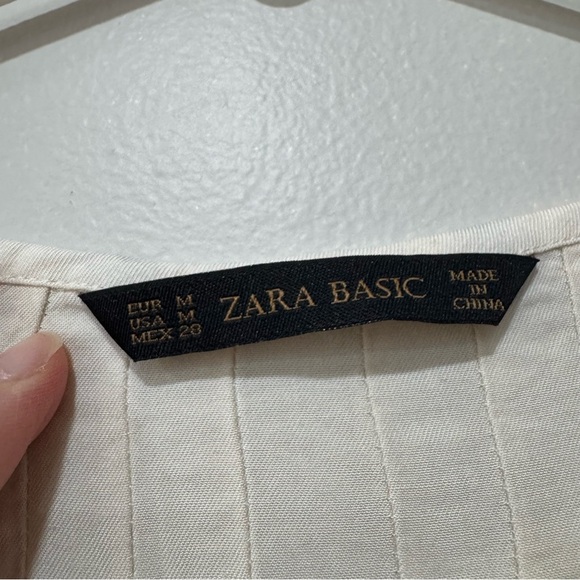 EUR M
USA M
MEX 28
ZARA BASIC
MADE
IN
CHINA